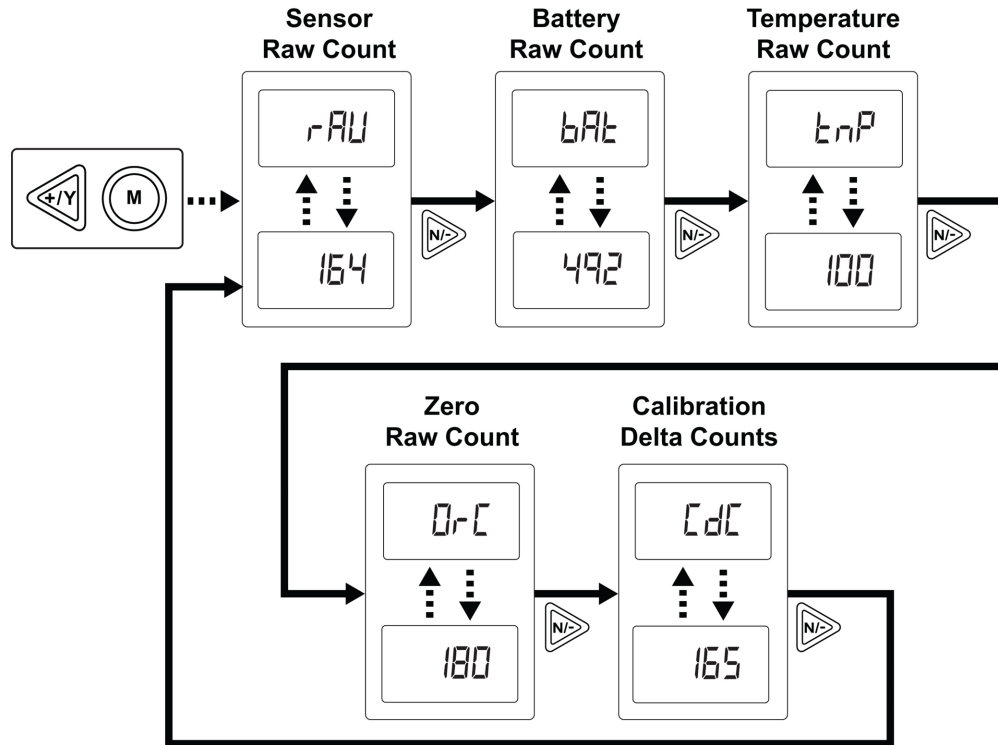 Sensor
Raw Count
Battery
Raw Count
Temperature
Raw Count
rAU
bAt
tnP
+/Y
M
N/-
N/-
N/-
164
492
100
Zero
Raw Count
Calibration
Delta Counts
0rC
CdC
N/-
N/-
180
165